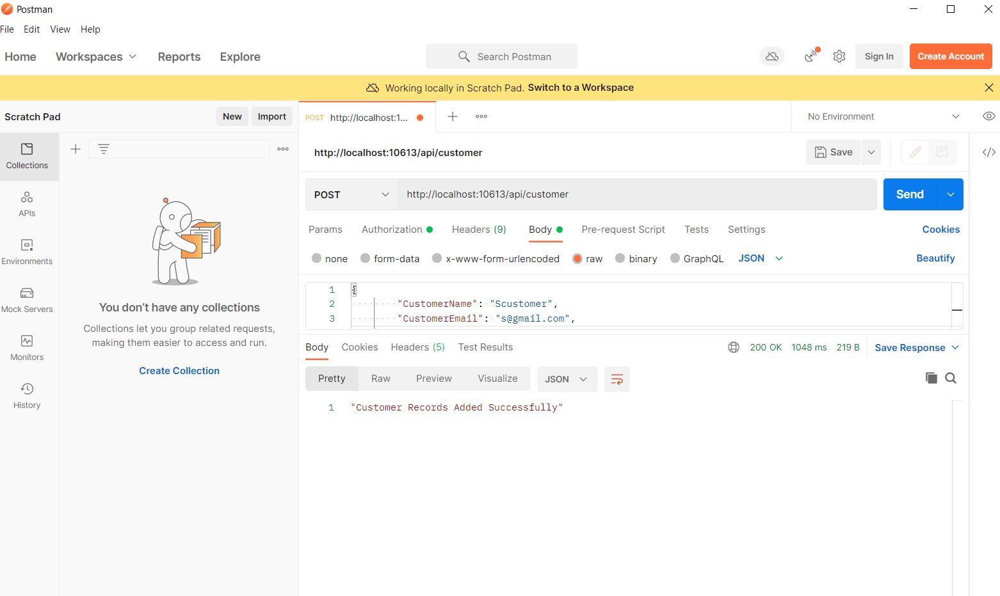 Postman
File Edit View Help
Home Workspaces Reports Explore Search Postman Sign In Create Account
Working locally in Scratch Pad. Switch to a Workspace
Scratch Pad New Import
POST http://localhost:1... No Environment
http://localhost:10613/api/customer Save
Collections
APIs
Environments
Mock Servers
Monitors
History
You don’t have any collections
Collections let you group related requests,
making them easier to access and run.
Create Collection
POST http://localhost:10613/api/customer Send
Params Authorization Headers (9) Body Pre-request Script Tests Settings Cookies
none form-data x-www-form-urlencoded raw binary GraphQL JSON Beautify
1 {
2 "CustomerName": "Scustomer",
3 "CustomerEmail": "s@gmail.com",
Body Cookies Headers (5) Test Results 200 OK 1048 ms 219 B Save Response
Pretty Raw Preview Visualize JSON
1 "Customer Records Added Successfully"